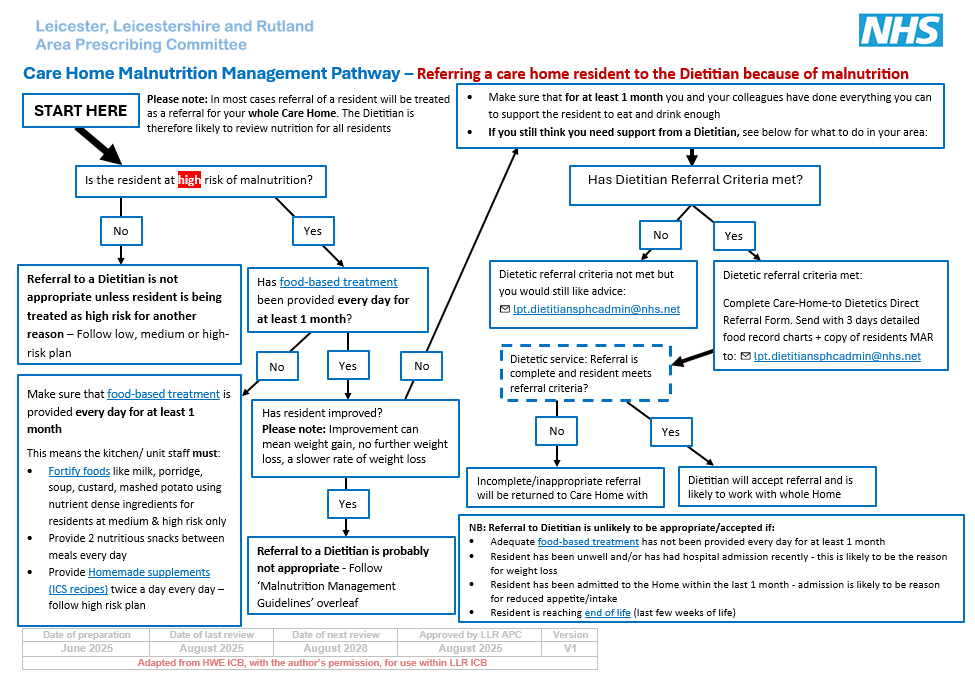 Leicester, Leicestershire and Rutland
Area Prescribing Committee
NHS
Care Home Malnutrition Management Pathway – Referring a care home resident to the Dietitian because of malnutrition
START HERE
Please note: In most cases referral of a resident will be treated
as a referral for your whole Care Home. The Dietitian is
therefore likely to review nutrition for all residents
• Make sure that for at least 1 month you and your colleagues have done everything you can
to support the resident to eat and drink enough
• If you still think you need support from a Dietitian, see below for what to do in your area:
Is the resident at high risk of malnutrition?
No
Yes
Referral to a Dietitian is not
appropriate unless resident is being
treated as high risk for another
reason – Follow low, medium or high-
risk plan
Has food-based treatment
been provided every day for
at least 1 month?
No
Yes
No
Make sure that food-based treatment is
provided every day for at least 1
month
This means the kitchen/ unit staff must:
• Fortify foods like milk, porridge,
soup, custard, mashed potato using
nutrient dense ingredients for
residents at medium & high risk only
• Provide 2 nutritious snacks between
meals every day
• Provide Homemade supplements
(ICS recipes) twice a day every day –
follow high risk plan
Has resident improved?
Please note: Improvement can
mean weight gain, no further weight
loss, a slower rate of weight loss
Yes
Referral to a Dietitian is probably
not appropriate - Follow
‘Malnutrition Management
Guidelines’ overleaf
Has Dietitian Referral Criteria met?
No
Yes
Dietetic referral criteria not met but
you would still like advice:
lpt.dietitiansphcadmin@nhs.net
Dietetic referral criteria met:
Complete Care-Home-to Dietetics Direct
Referral Form. Send with 3 days detailed
food record charts + copy of residents MAR
to: lpt.dietitiansphcadmin@nhs.net
Dietetic service: Referral is
complete and resident meets
referral criteria?
No
Yes
Incomplete/inappropriate referral
will be returned to Care Home with
Dietitian will accept referral and is
likely to work with whole Home
NB: Referral to Dietitian is unlikely to be appropriate/accepted if:
• Adequate food-based treatment has not been provided every day for at least 1 month
• Resident has been unwell and/or has had hospital admission recently - this is likely to be the reason
for weight loss
• Resident has been admitted to the Home within the last 1 month - admission is likely to be reason
for reduced appetite/intake
• Resident is reaching end of life (last few weeks of life)
Date of preparation Date of last review Date of next review Approved by LLR APC Version
June 2025 August 2025 August 2028 August 2025 V1
Adapted from HWE ICB, with the author's permission, for use within LLR ICB